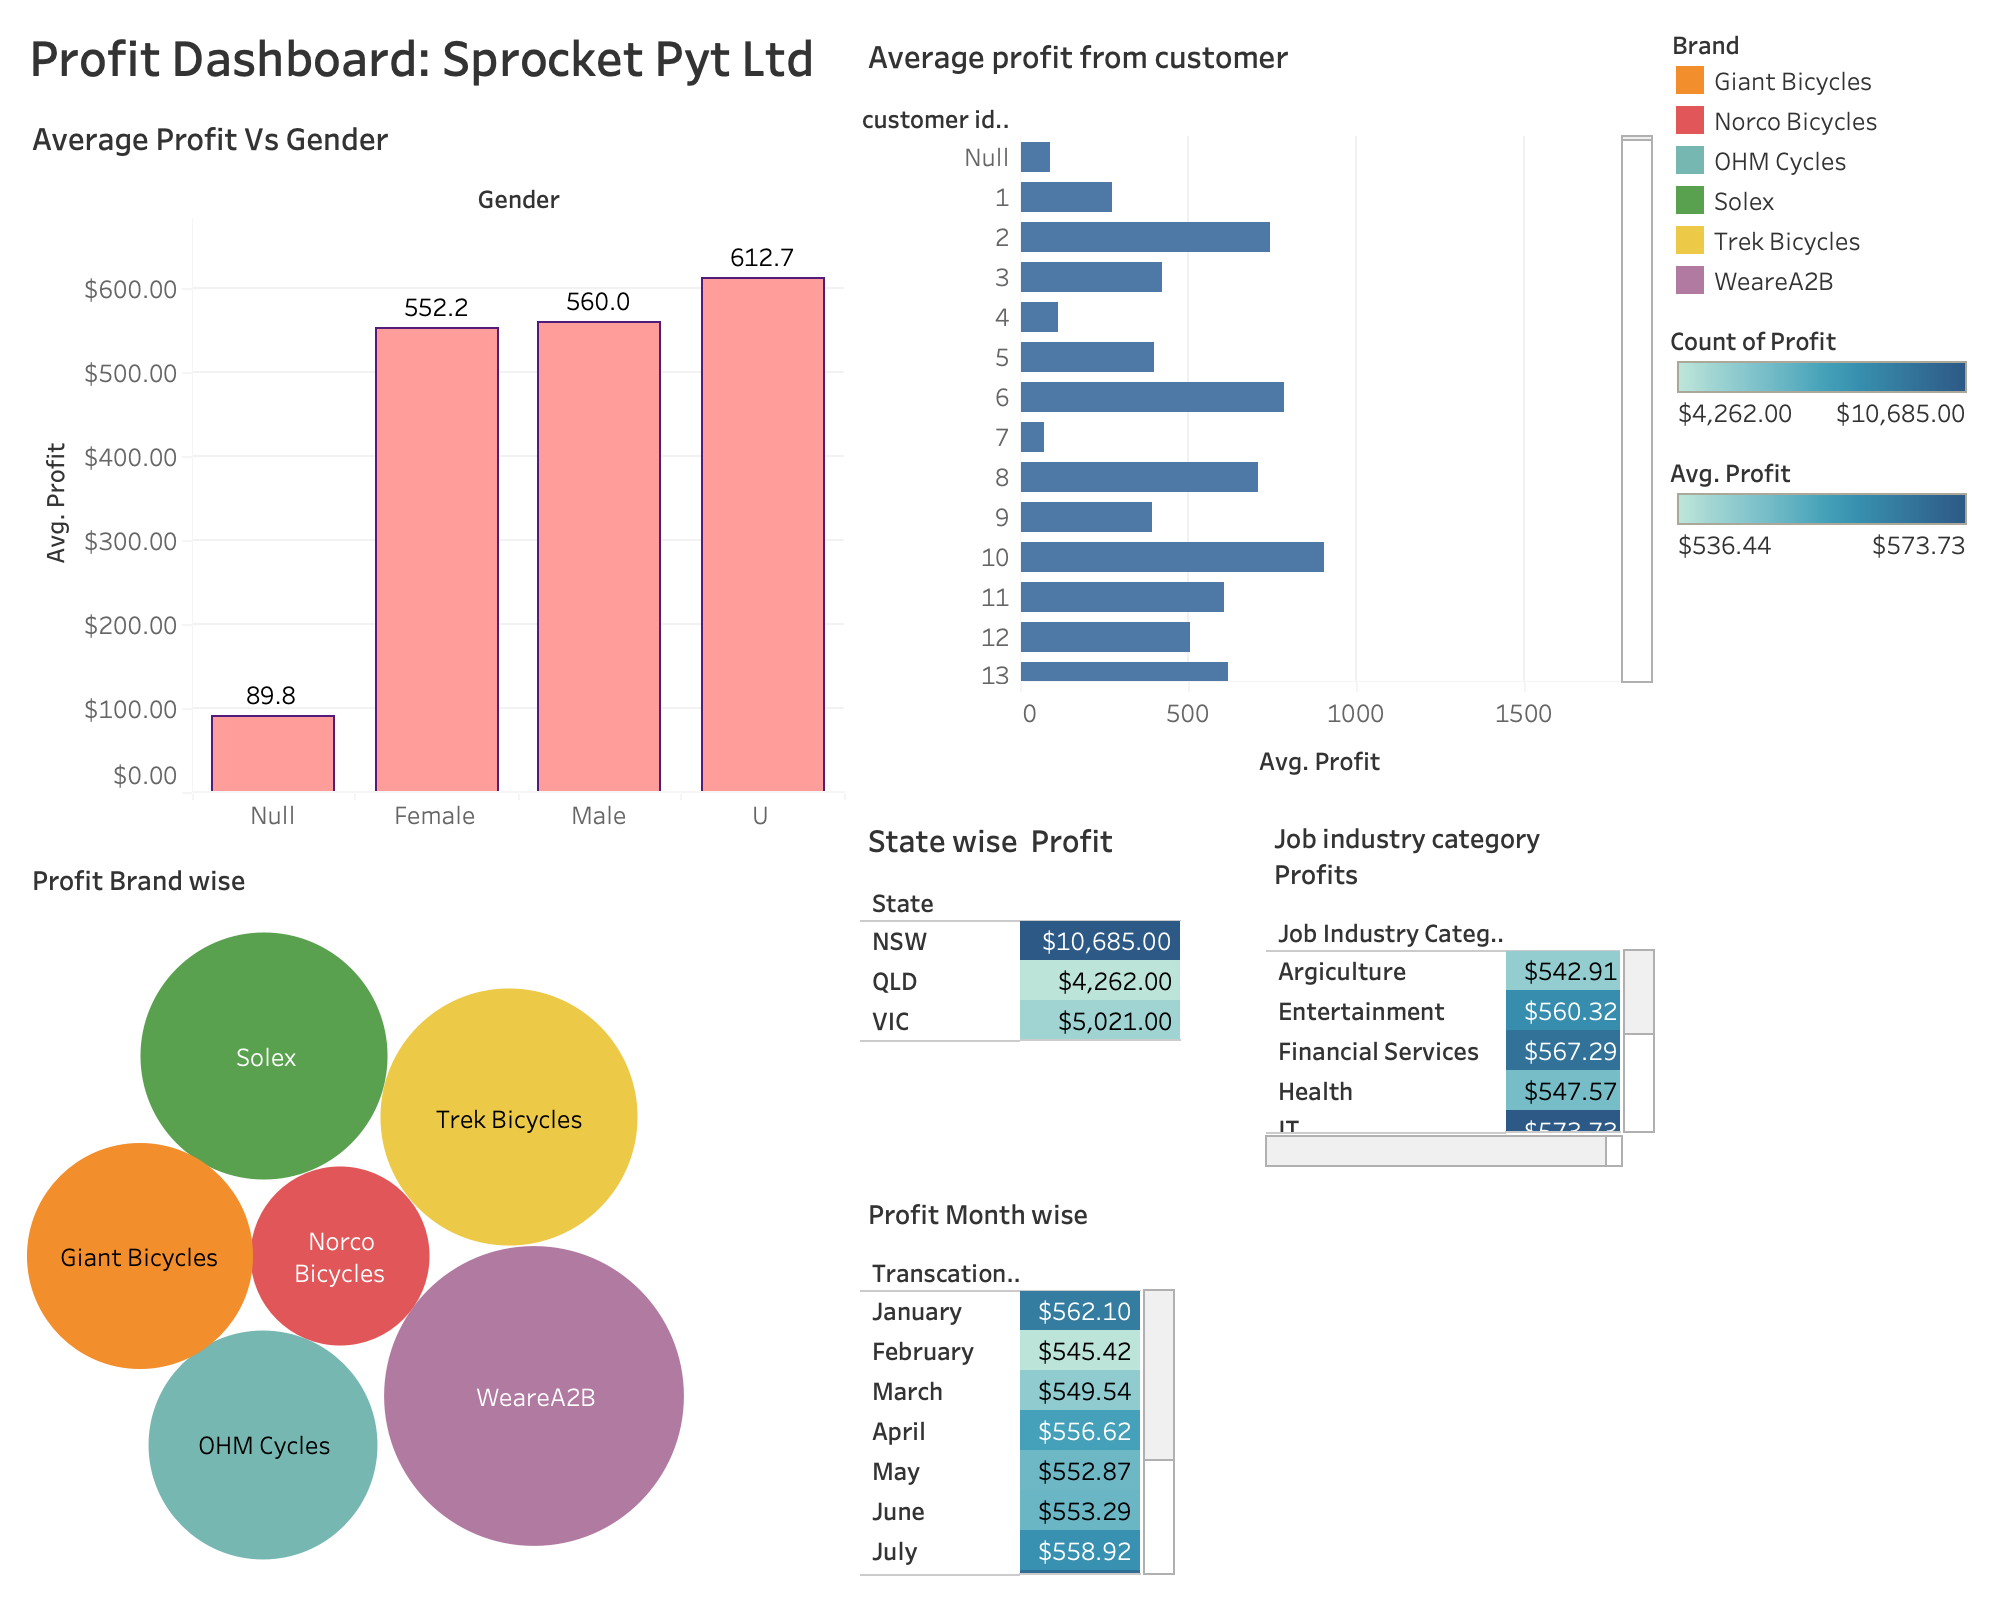 Profit Dashboard: Sprocket Pyt Ltd
Average Profit Vs Gender
Gender
Avg. Profit
$600.00
$500.00
$400.00
$300.00
$200.00
$100.00
$0.00
89.8
552.2
560.0
612.7
Null
Female
Male
U
Average profit from customer
customer id..
Null
1
2
3
4
5
6
7
8
9
10
11
12
13
0
500
1000
1500
Avg. Profit
Brand
Giant Bicycles
Norco Bicycles
OHM Cycles
Solex
Trek Bicycles
WeareA2B
Count of Profit
$4,262.00 $10,685.00
Avg. Profit
$536.44 $573.73
Profit Brand wise
Solex
Trek Bicycles
Giant Bicycles
Norco
Bicycles
OHM Cycles
WeareA2B
State wise Profit
State
NSW $10,685.00
QLD $4,262.00
VIC $5,021.00
Job industry category
Profits
Job Industry Categ..
Argiculture $542.91
Entertainment $560.32
Financial Services $567.29
Health $547.57
IT $573.73
Profit Month wise
Transcation..
January $562.10
February $545.42
March $549.54
April $556.62
May $552.87
June $553.29
July $558.92